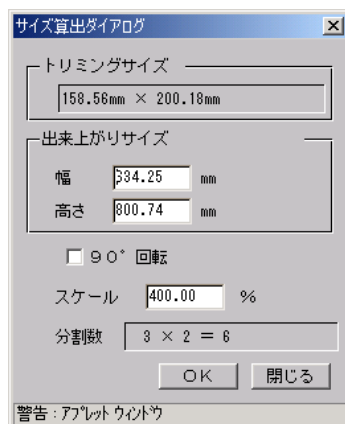 サイズ算出ダイアログ
トリミングサイズ
158.56mm × 200.18mm
出来上がりサイズ
幅 634.25 mm
高さ 800.74 mm
９０゜回転
スケール 400.00 %
分割数 3 × 2 = 6
ＯＫ 閉じる
警告 : アプレット ウィンドウ